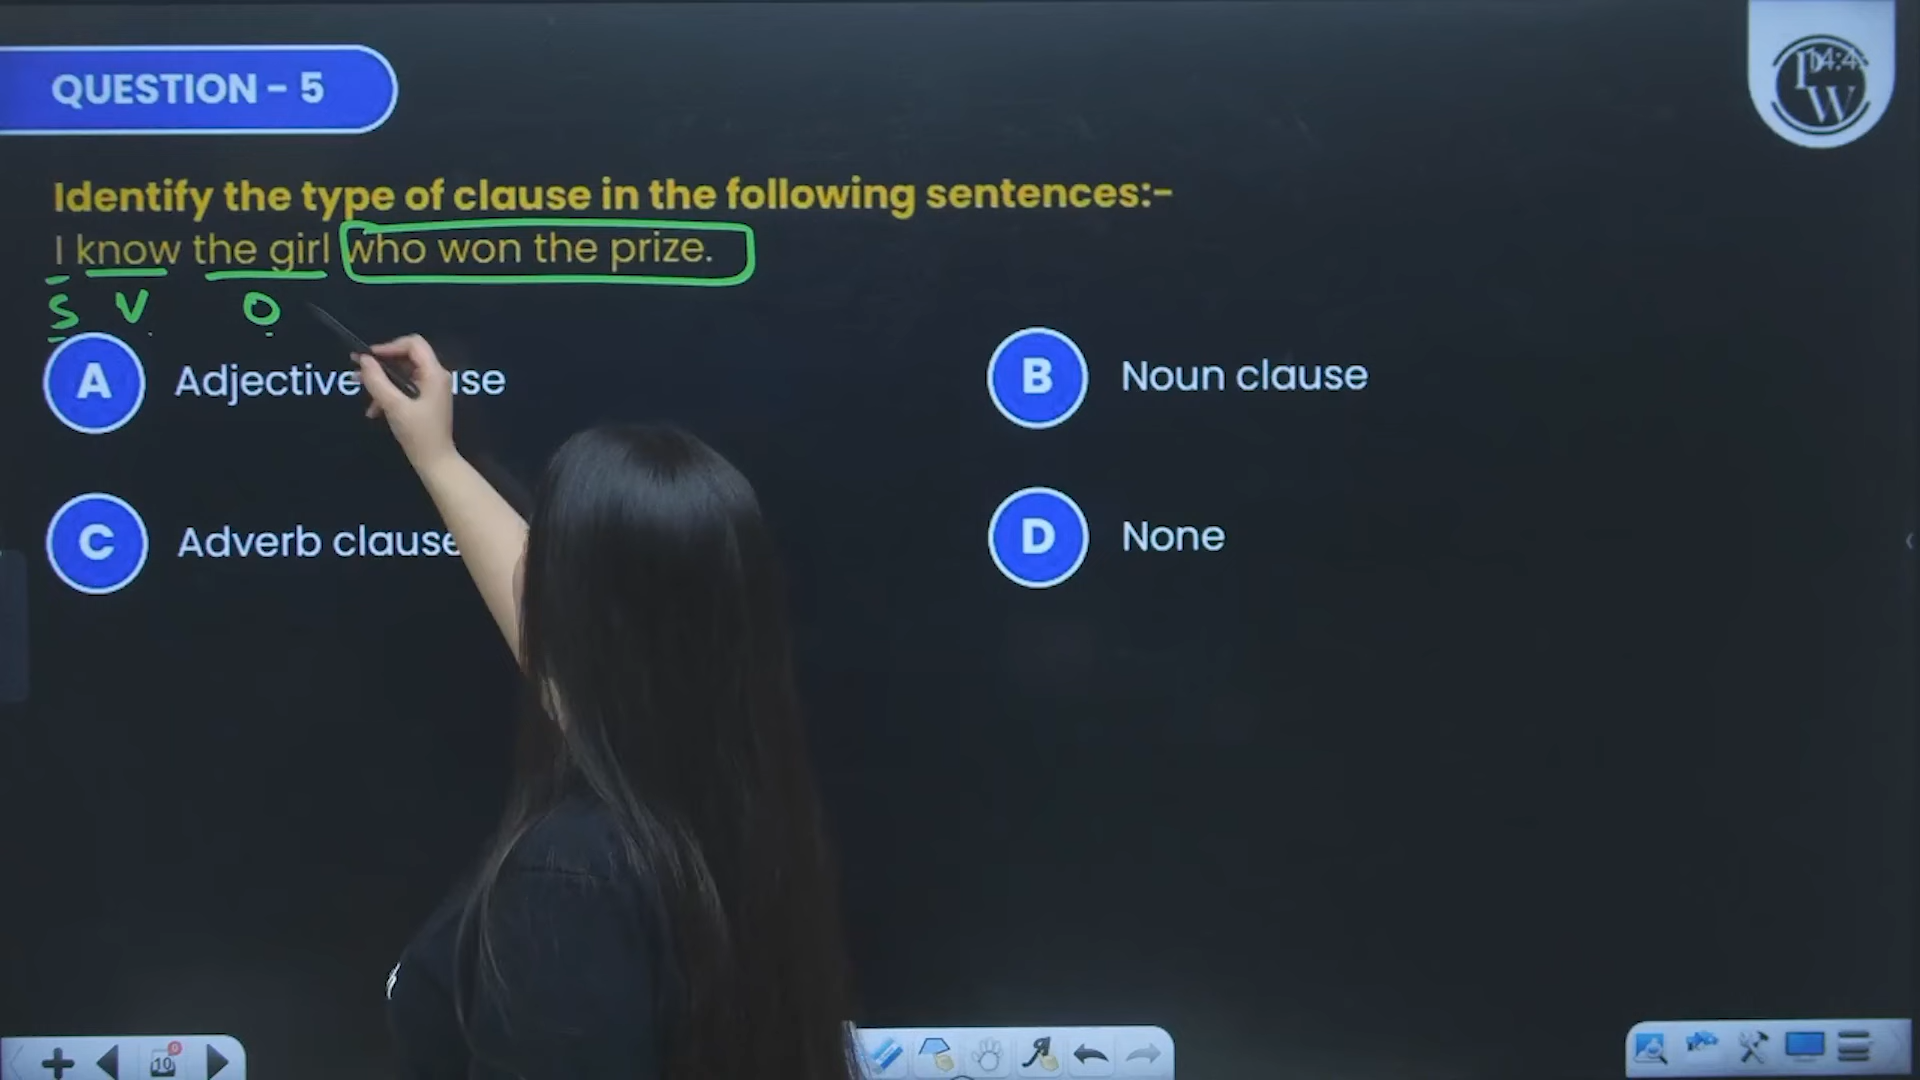 QUESTION - 5
Identify the type of clause in the following sentences:-
I know the girl who won the prize.
S V O
A Adjective
B Noun clause
C Adverb clause
D None
10